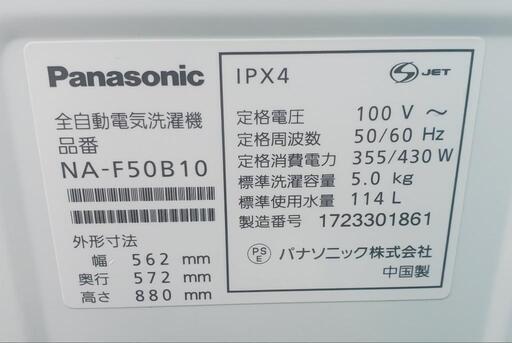 Panasonic
全自動電気洗濯機
品番
NA-F50B10
外形寸法
幅 562 mm
奥行 572 mm
高さ 880 mm
IPX4
S JET
定格電圧 100 V ～
定格周波数 50/60 Hz
定格消費電力 355/430 W
標準洗濯容量 5.0 kg
標準使用水量 114 L
製造番号 1723301861
PS E パナソニック株式会社
中国製